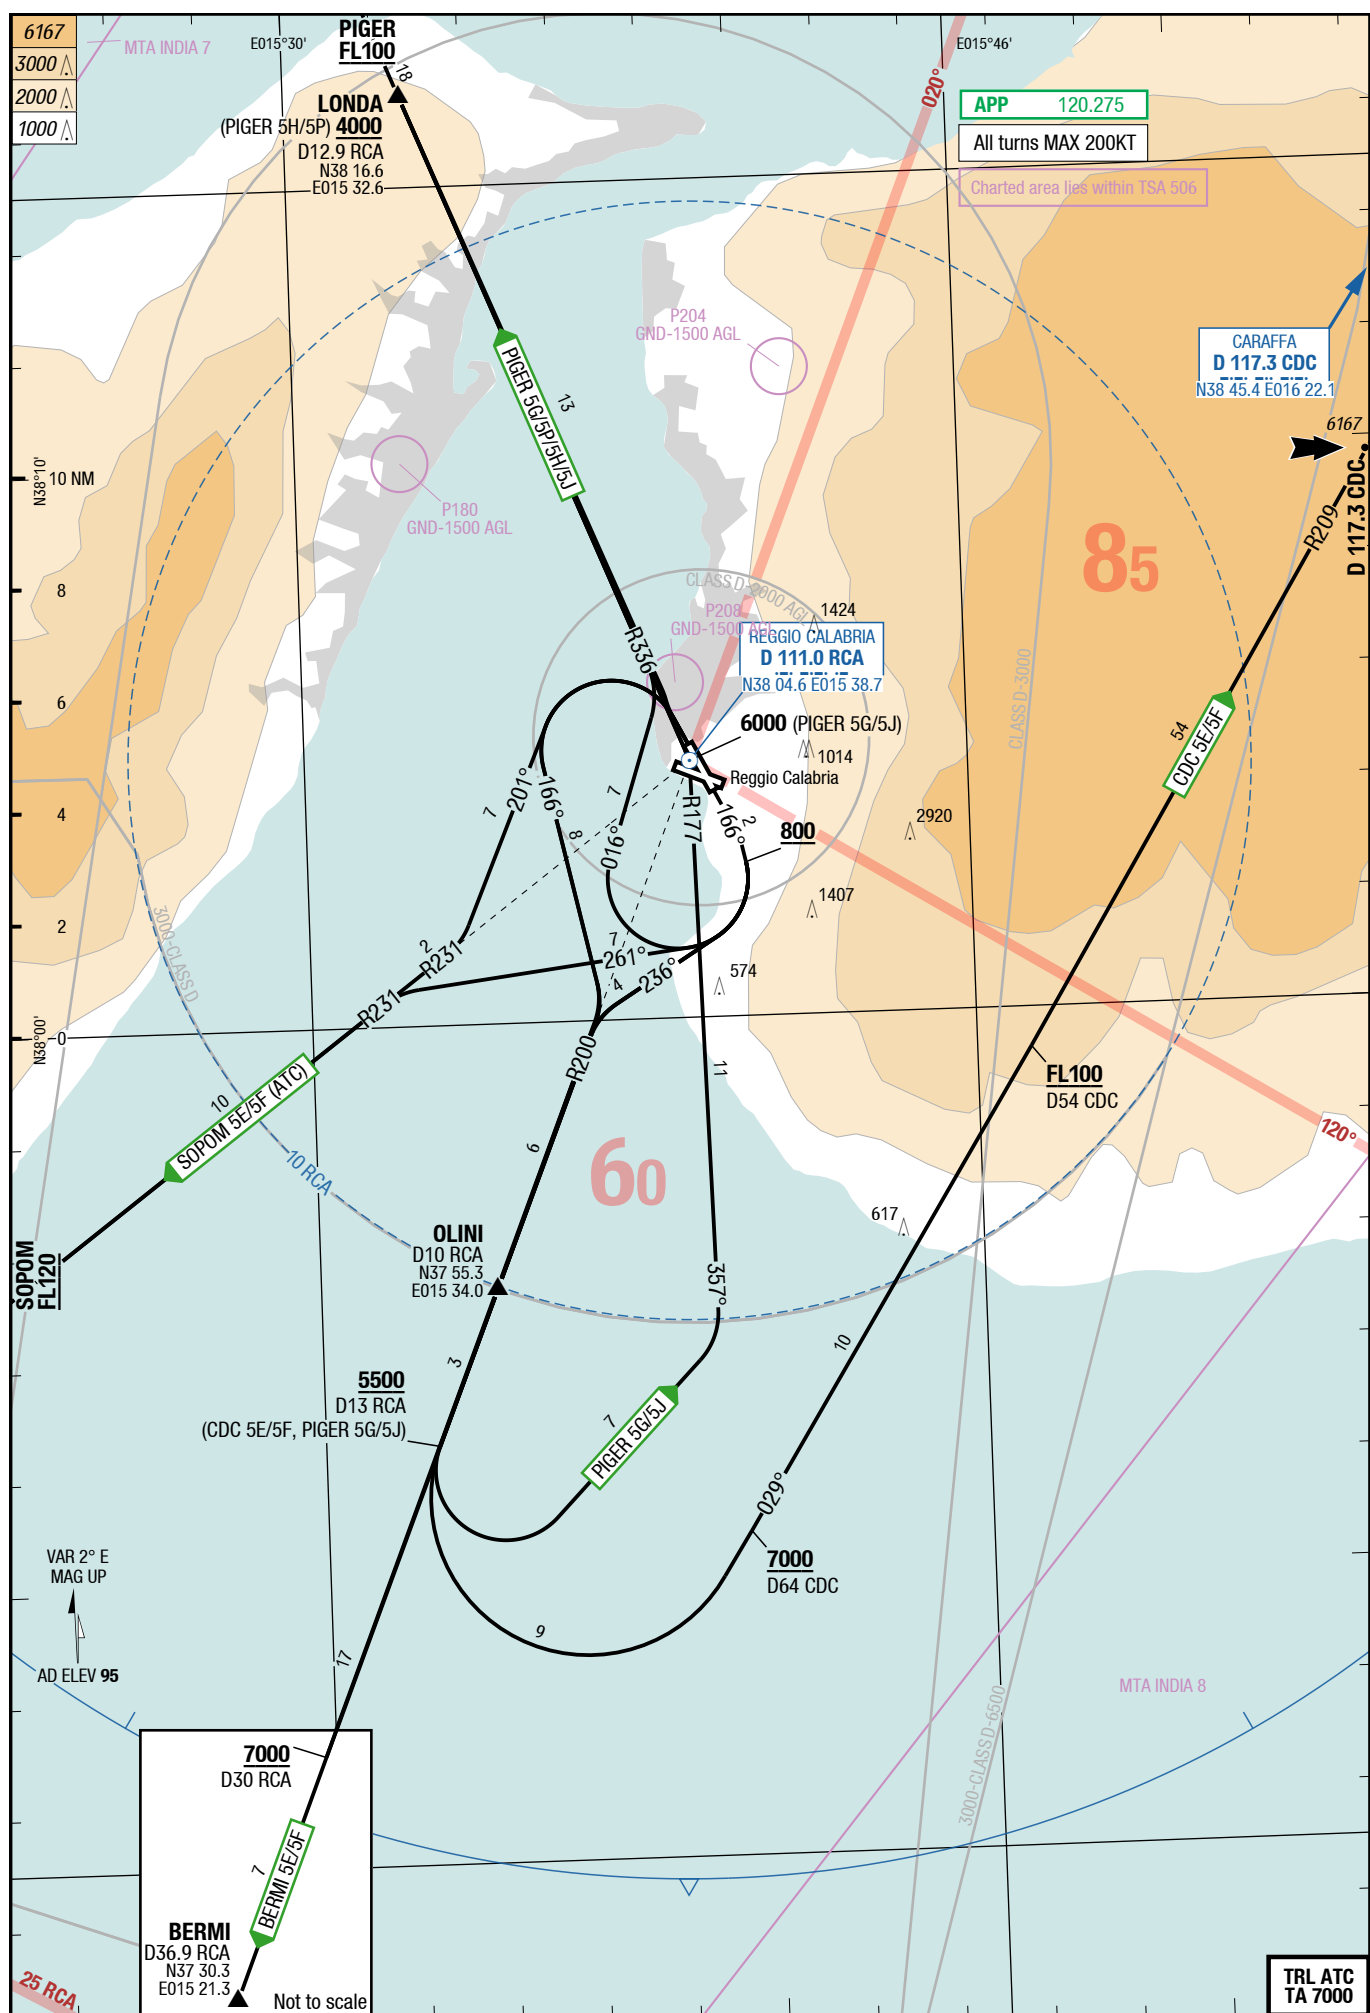 6167
3000
2000
1000
MTA INDIA 7
E015°30'
PIGER
FL100
18
LONDA
(PIGER 5H/5P) 4000
D12.9 RCA
N38 16.6
E015 32.6
E015°46'
020°
APP 120.275
All turns MAX 200KT
Charted area lies within TSA 506
P204
GND-1500 AGL
CARAFFA
D 117.3 CDC
N38 45.4 E016 22.1
6167
D 117.3 CDC
R209
PIGER 5G/5P/5H/5J
13
N38°10'
10 NM
P180
GND-1500 AGL
85
8
CLASS D-2000 AGL
1424
P208
GND-1500 AGL
REGGIO CALABRIA
D 111.0 RCA
N38 04.6 E015 38.7
R336
CLASS D-3000
6
6000 (PIGER 5G/5J)
1014
Reggio Calabria
54
CDC 5E/5F
7
201°
166°
8
7
016°
R177
166°
2
800
2920
4
1407
3000-CLASS D
2
2
R231
7
261°
236°
4
574
R231
N38°00'
0
R200
11
FL100
D54 CDC
SOPOM 5E/5F (ATC)
10
10 RCA
6
60
120°
617
SOPOM
FL120
OLINI
D10 RCA
N37 55.3
E015 34.0
357°
10
3
5500
D13 RCA
(CDC 5E/5F, PIGER 5G/5J)
7
PIGER 5G/5J
029°
7000
D64 CDC
VAR 2° E
MAG UP
AD ELEV 95
9
17
MTA INDIA 8
3000-CLASS D-6500
7000
D30 RCA
7
BERMI 5E/5F
BERMI
D36.9 RCA
N37 30.3
E015 21.3
Not to scale
25 RCA
TRL ATC
TA 7000